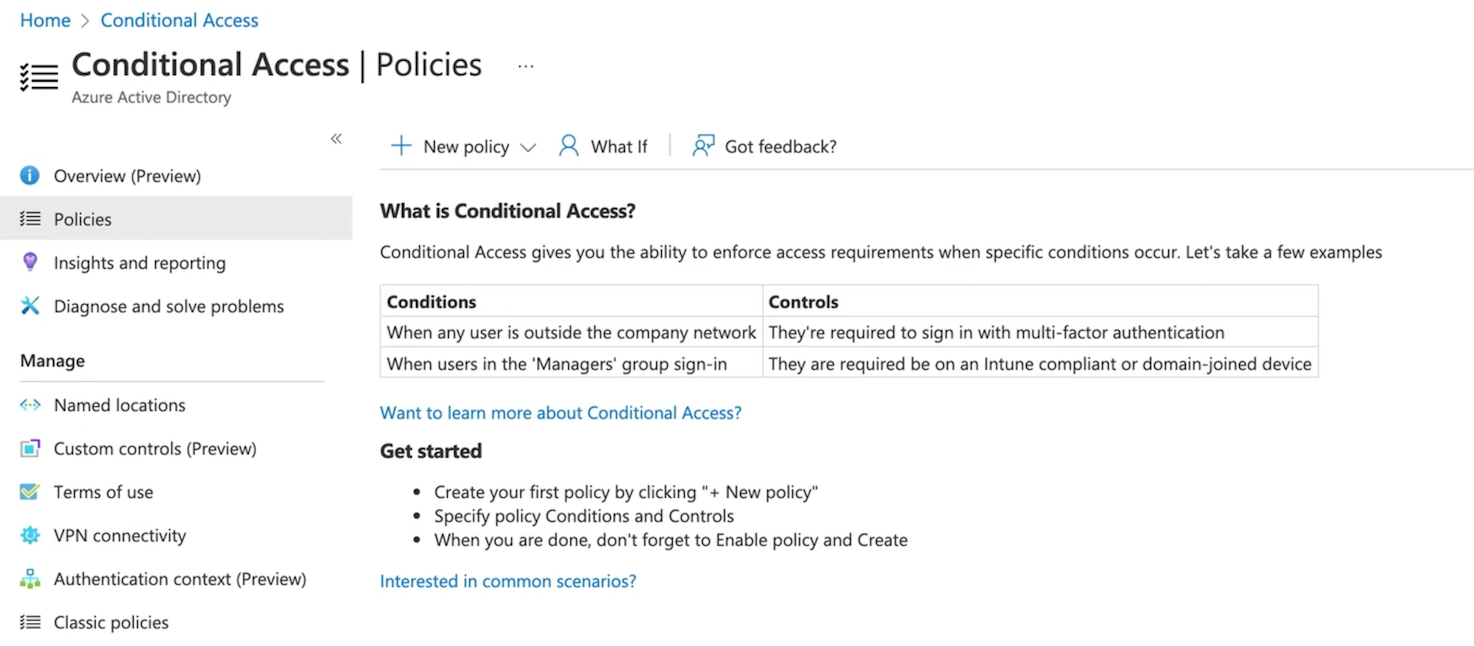 Home > Conditional Access
Conditional Access | Policies ...
Azure Active Directory
«
Overview (Preview)
Policies
Insights and reporting
Diagnose and solve problems
Manage
Named locations
Custom controls (Preview)
Terms of use
VPN connectivity
Authentication context (Preview)
Classic policies
+ New policy What If | Got feedback?
What is Conditional Access?
Conditional Access gives you the ability to enforce access requirements when specific conditions occur. Let's take a few examples
Conditions Controls
When any user is outside the company network They're required to sign in with multi-factor authentication
When users in the 'Managers' group sign-in They are required be on an Intune compliant or domain-joined device
Want to learn more about Conditional Access?
Get started
• Create your first policy by clicking "+ New policy"
• Specify policy Conditions and Controls
• When you are done, don't forget to Enable policy and Create
Interested in common scenarios?